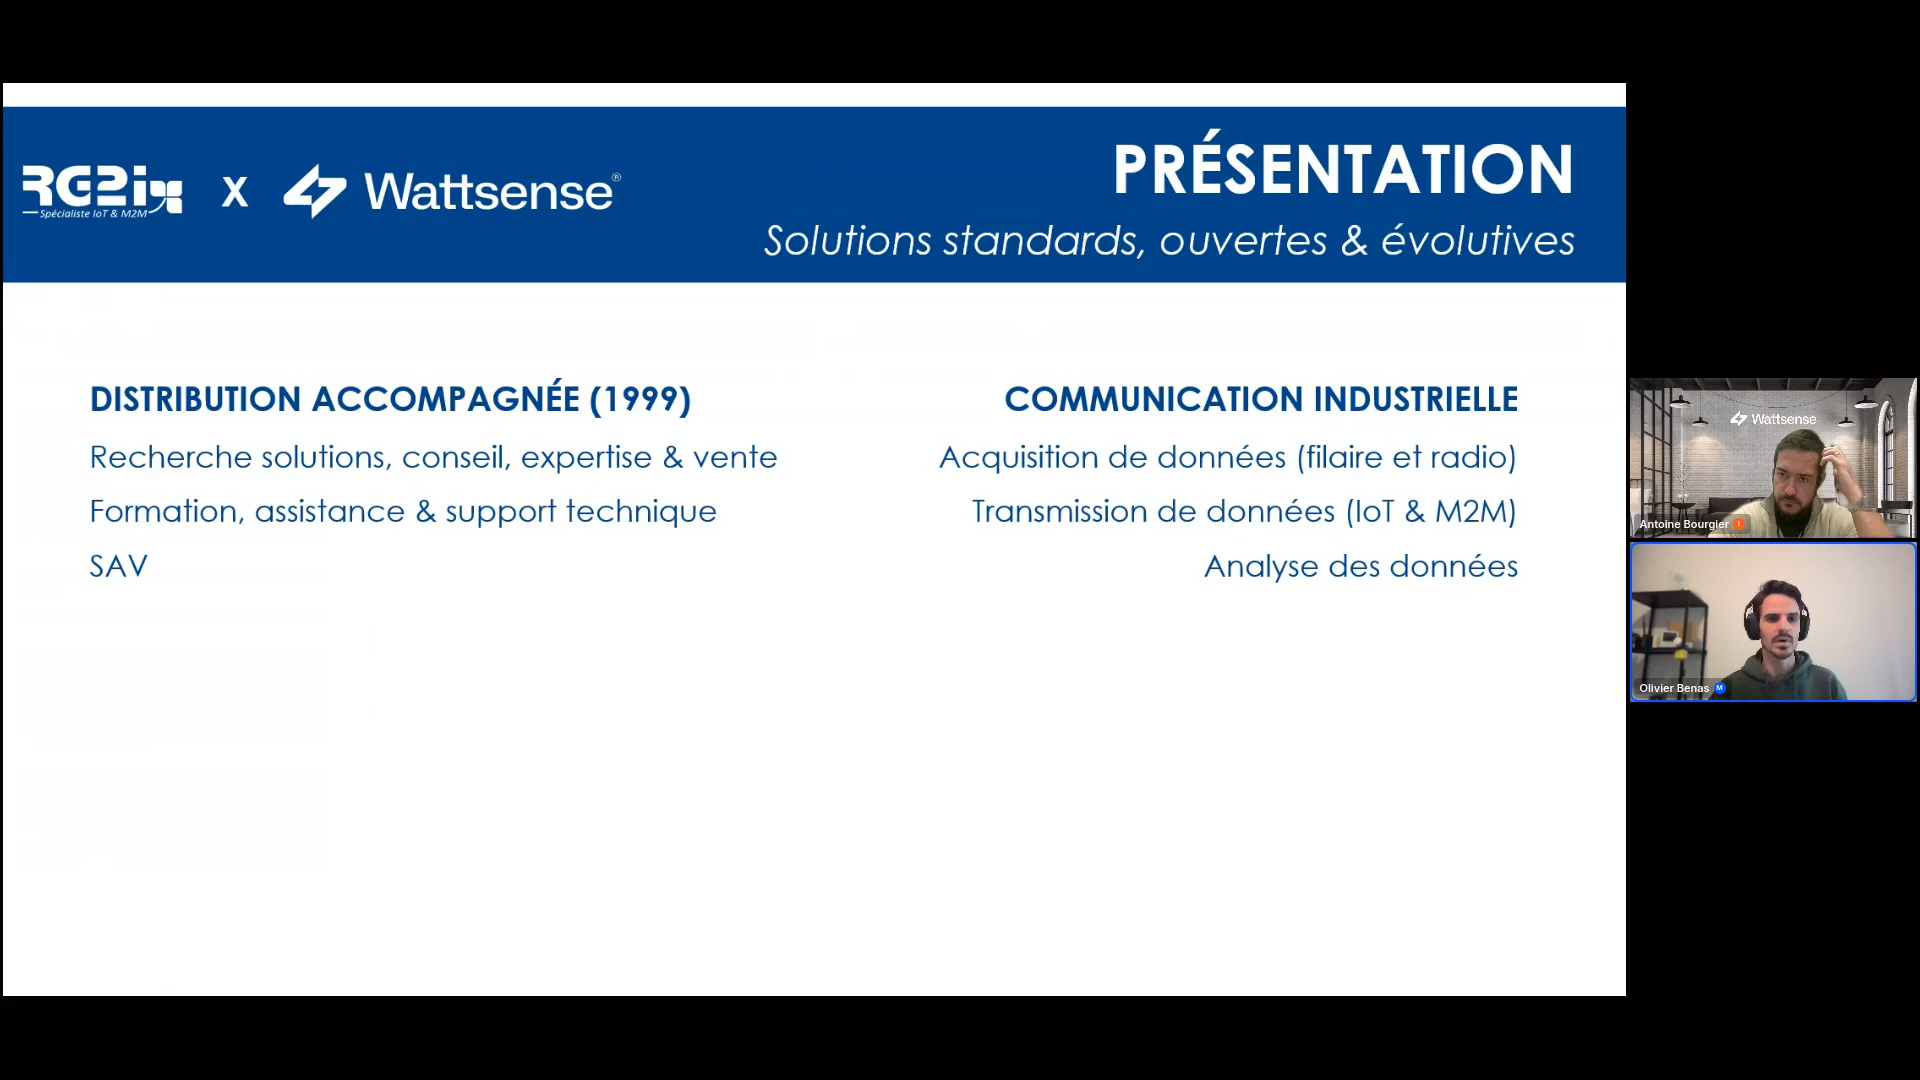 RG2i
Spécialiste IoT & M2M
X
Wattsense®
PRÉSENTATION
Solutions standards, ouvertes & évolutives
DISTRIBUTION ACCOMPAGNÉE (1999)
Recherche solutions, conseil, expertise & vente
Formation, assistance & support technique
SAV
COMMUNICATION INDUSTRIELLE
Acquisition de données (filaire et radio)
Transmission de données (IoT & M2M)
Analyse des données
Wattsense
Antoine Bourgier
Olivier Benas M